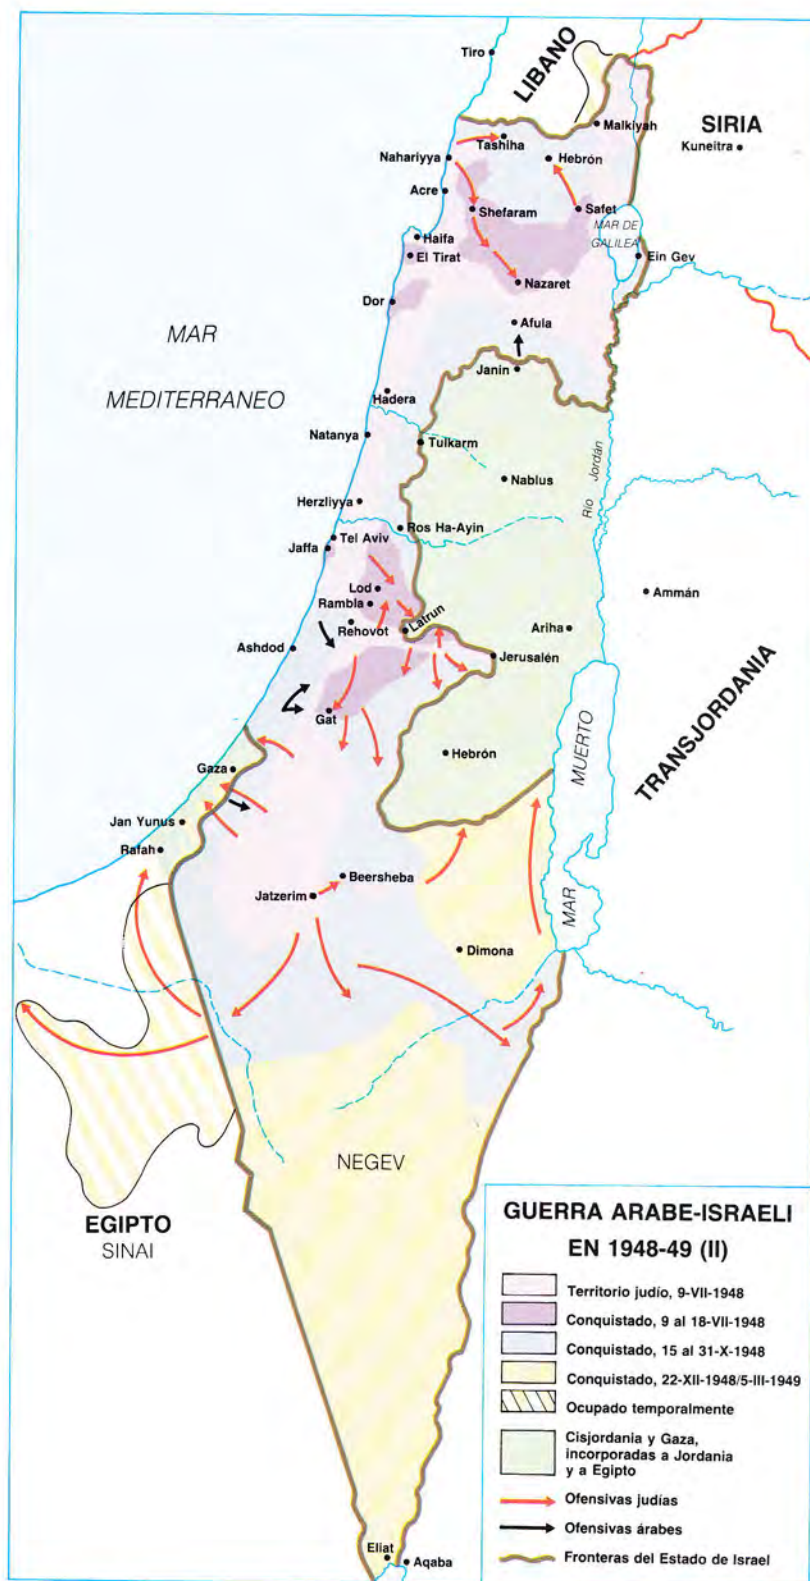 Tiro
LIBANO
Malkiyah
SIRIA
Kuneitra
Tashiha
Nahariyya
Hebrón
Acre
Shefaram
Safet
MAR DE
GALILEA
Haifa
El Tirat
Ein Gev
Nazaret
Dor
Afula
MAR
MEDITERRANEO
Janin
Hadera
Natanya
Tulkarm
Nablus
Río Jordán
Herzliyya
Ros Ha-Ayin
Tel Aviv
Jaffa
Lod
Rambla
Ammán
Rehovot
Latrun
Ariha
Ashdod
Jerusalén
Gat
Hebrón
Gaza
MAR MUERTO
TRANSJORDANIA
Jan Yunus
Rafah
Beersheba
Jatzerim
Dimona
NEGEV
EGIPTO
SINAI
Eliat
Aqaba
GUERRA ARABE-ISRAELI
EN 1948-49 (II)
Territorio judío, 9-VII-1948
Conquistado, 9 al 18-VII-1948
Conquistado, 15 al 31-X-1948
Conquistado, 22-XII-1948/5-III-1949
Ocupado temporalmente
Cisjordania y Gaza,
incorporadas a Jordania
y a Egipto
Ofensivas judías
Ofensivas árabes
Fronteras del Estado de Israel